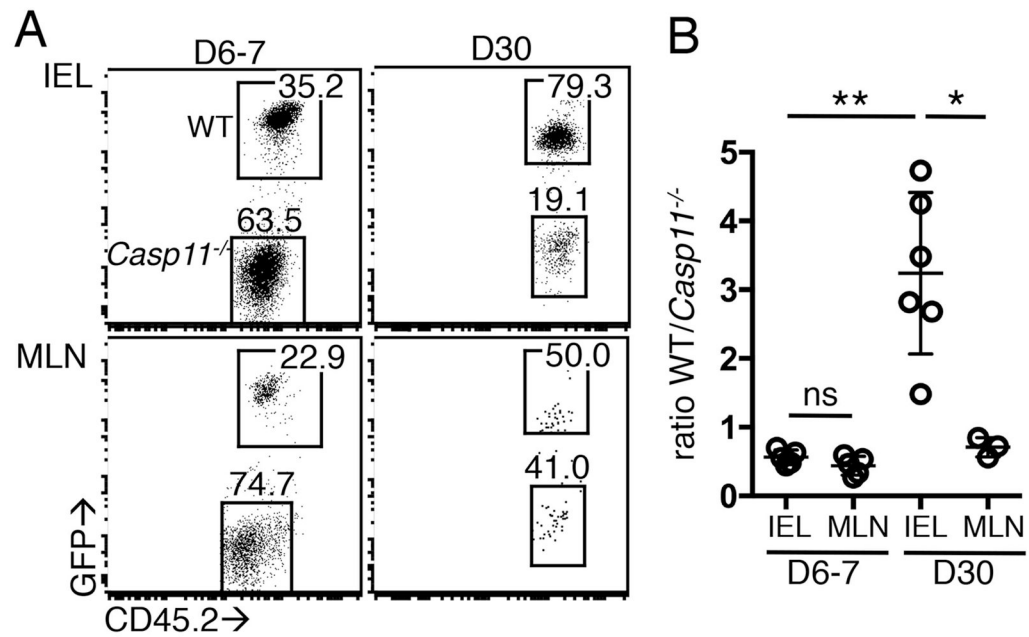 A
D6-7
D30
IEL
35.2
79.3
WT
19.1
63.5
Casp11-/-
MLN
22.9
50.0
41.0
74.7
GFP→
CD45.2→
B
** *
5
4
3
2
1
0
ns
ratio WT/Casp11-/-
IEL MLN IEL MLN
D6-7 D30